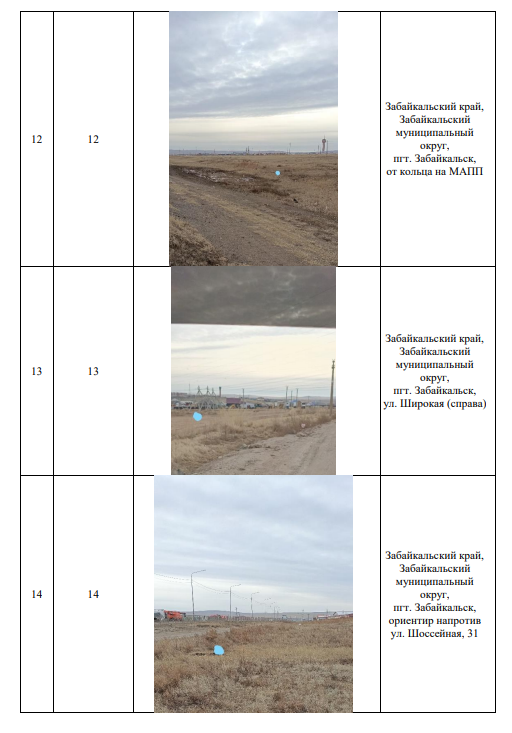 12
12
Забайкальский край,
Забайкальский
муниципальный
округ,
пгт. Забайкальск,
от кольца на МАПП
13
13
Забайкальский край,
Забайкальский
муниципальный
округ,
пгт. Забайкальск,
ул. Широкая (справа)
14
14
Забайкальский край,
Забайкальский
муниципальный
округ,
пгт. Забайкальск,
ориентир напротив
ул. Шоссейная, 31